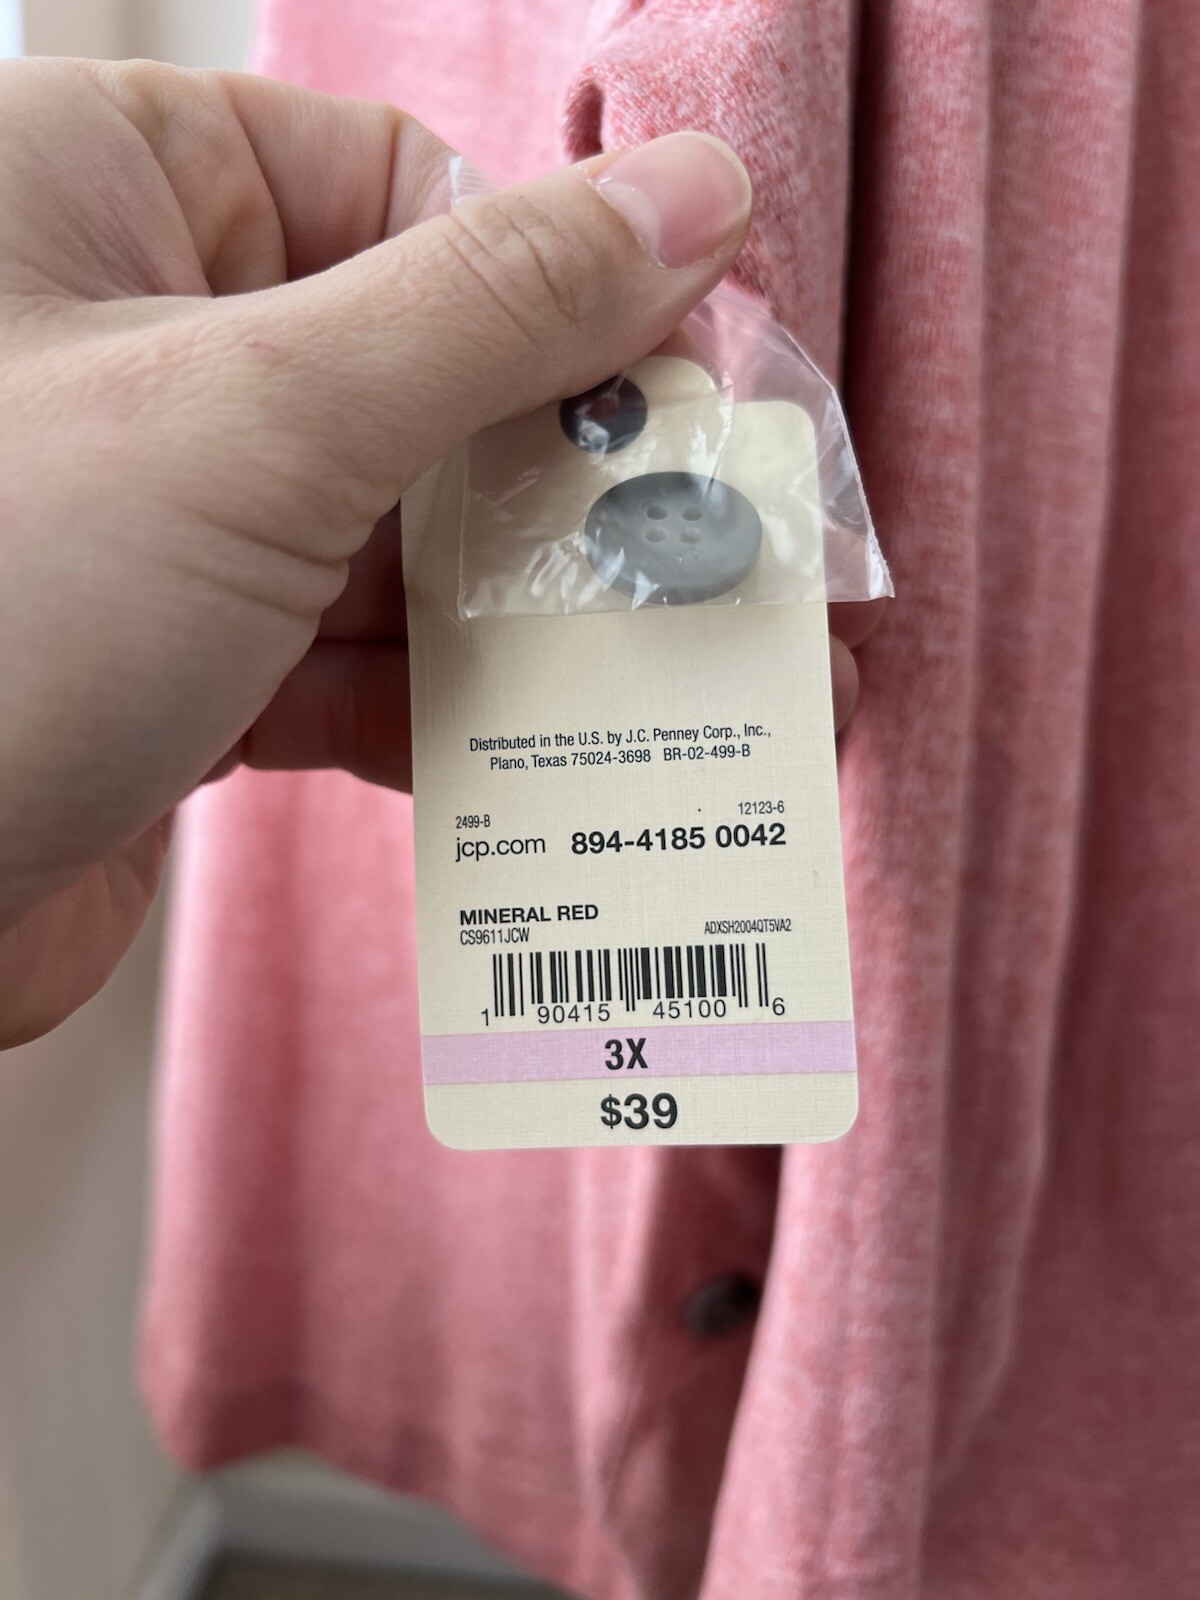 Distributed in the U.S. by J.C. Penney Corp., Inc.,
Plano, Texas 75024-3698 BR-02-499-B
2499-B 12123-6
jcp.com 894-4185 0042
MINERAL RED
CS9611JCW ADXSH2004QT5VA2
1 90415 45100 6
3X
$39